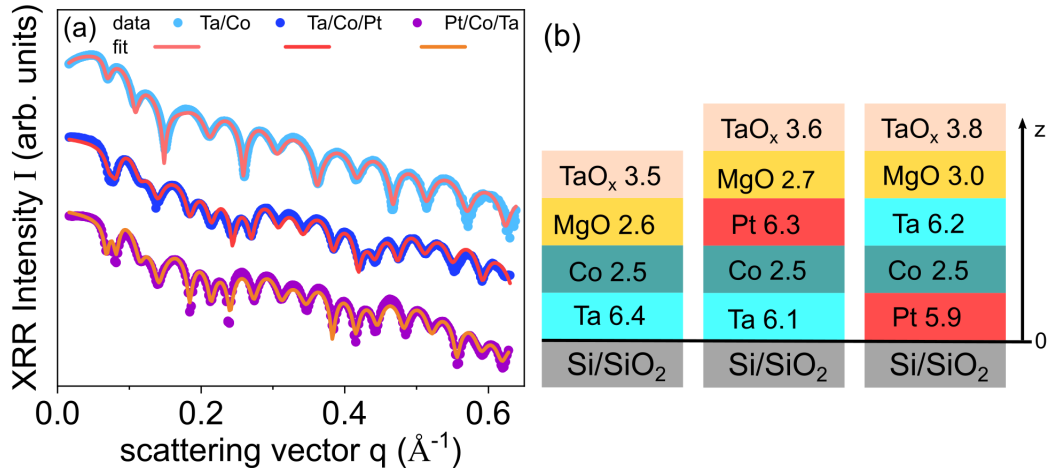 (a) data Ta/Co Ta/Co/Pt Pt/Co/Ta
fit
XRR Intensity I (arb. units)
0.0 0.2 0.4 0.6
scattering vector q (Å⁻¹)
(b)
TaOₓ 3.5
MgO 2.6
Co 2.5
Ta 6.4
Si/SiO₂
TaOₓ 3.6
MgO 2.7
Pt 6.3
Co 2.5
Ta 6.1
Si/SiO₂
TaOₓ 3.8
MgO 3.0
Ta 6.2
Co 2.5
Pt 5.9
Si/SiO₂
z
0